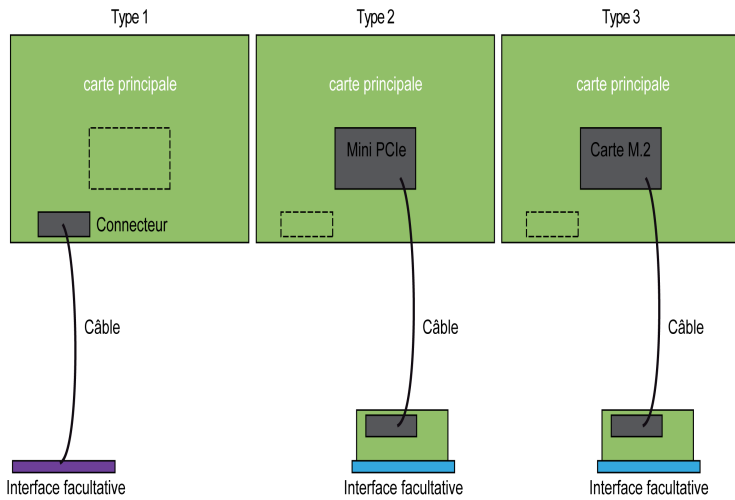 Type 1
Type 2
Type 3
carte principale
carte principale
carte principale
Mini PCIe
Carte M.2
Connecteur
Câble
Câble
Câble
Interface facultative
Interface facultative
Interface facultative